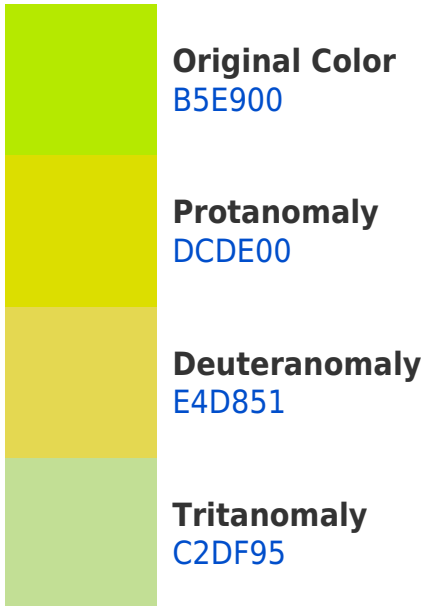 Original Color
B5E900
Protanomaly
DCDE00
Deuteranomaly
E4D851
Tritanomaly
C2DF95